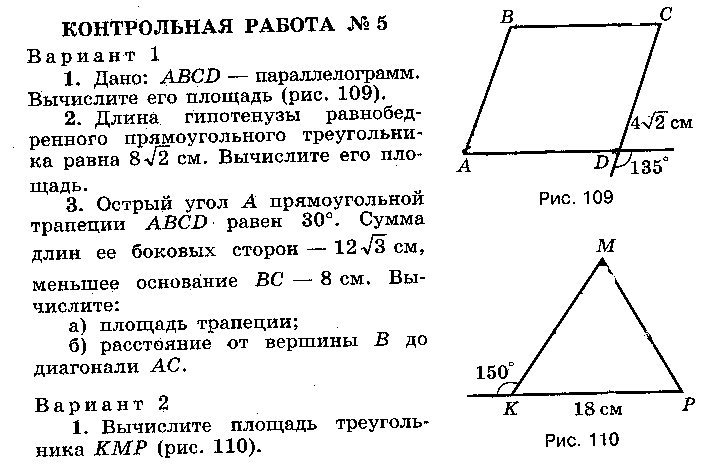 КОНТРОЛЬНАЯ РАБОТА № 5
Вариант 1
1. Дано: ABCD — параллелограмм.
Вычислите его площадь (рис. 109).
2. Длина гипотенузы равнобед-
ренного прямоугольного треугольни-
ка равна 8√2 см. Вычислите его пло-
щадь.
3. Острый угол A прямоугольной
трапеции ABCD равен 30°. Сумма
длин ее боковых сторон — 12√3 см,
меньшее основание BC — 8 см. Вы-
числите:
а) площадь трапеции;
б) расстояние от вершины B до
диагонали AC.
Вариант 2
1. Вычислите площадь треуголь-
ника KMP (рис. 110).
B
C
4√2 см
A
D
135°
Рис. 109
M
150°
K
18 см
P
Рис. 110